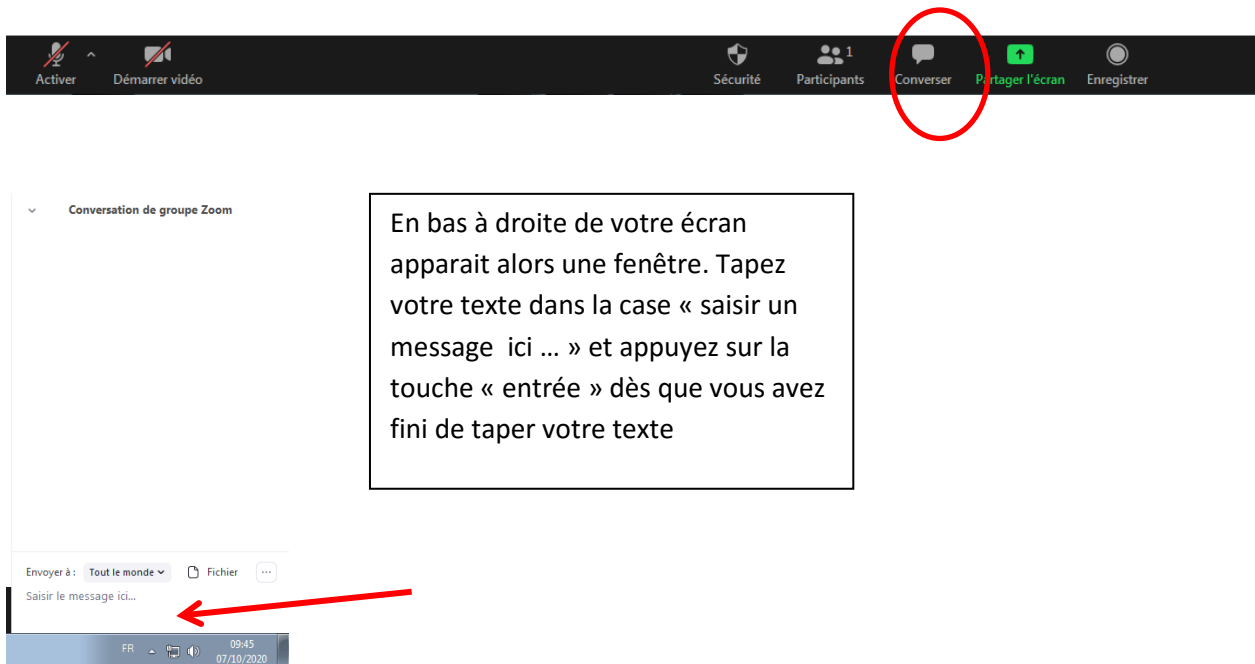 1
Activer Démarrer vidéo Sécurité Participants Converser Partager l'écran Enregistrer
Conversation de groupe Zoom
En bas à droite de votre écran
apparait alors une fenêtre. Tapez
votre texte dans la case « saisir un
message ici … » et appuyez sur la
touche « entrée » dès que vous avez
fini de taper votre texte
Envoyer à : Tout le monde Fichier ...
Saisir le message ici...
FR 09:45
07/10/2020